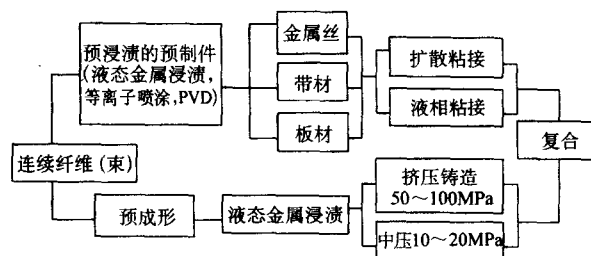 预浸渍的预制件
(液态金属浸渍,
等离子喷涂,PVD)
金属丝
带材
板材
扩散粘接
液相粘接
复合
连续纤维(束)
预成形
液态金属浸渍
挤压铸造
50～100MPa
中压10～20MPa